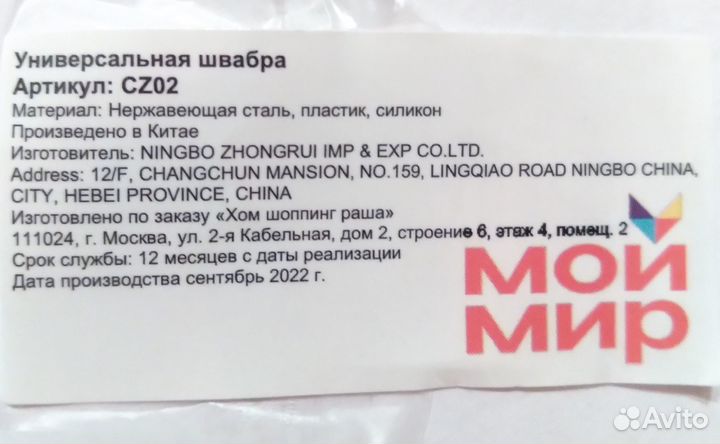 Универсальная швабра
Артикул: CZ02
Материал: Нержавеющая сталь, пластик, силикон
Произведено в Китае
Изготовитель: NINGBO ZHONGRUI IMP & EXP CO.LTD.
Address: 12/F, CHANGCHUN MANSION, NO.159, LINGQIAO ROAD NINGBO CHINA,
CITY, HEBEI PROVINCE, CHINA
Изготовлено по заказу «Хом шоппинг раша»
111024, г. Москва, ул. 2-я Кабельная, дом 2, строение 6, этаж 4, помещ. 2
Срок службы: 12 месяцев с даты реализации
Дата производства сентябрь 2022 г.
МОЙ
МИР
Avito